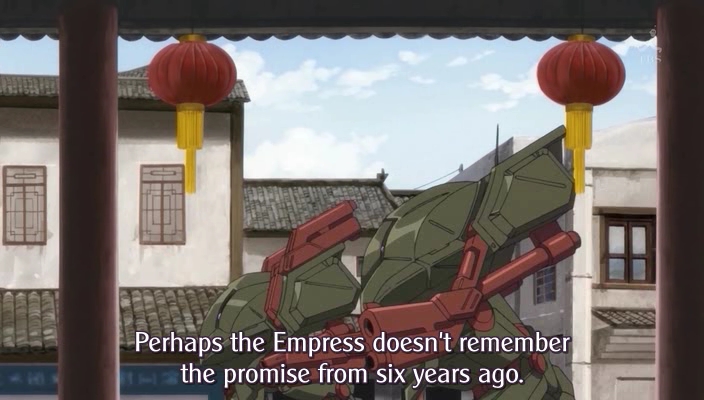 Perhaps the Empress doesn't remember
the promise from six years ago.